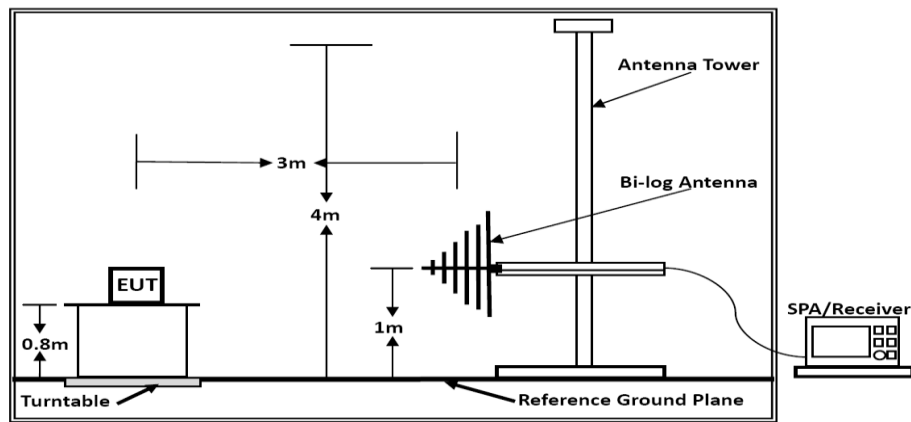 Antenna Tower
3m
Bi-log Antenna
4m
EUT
SPA/Receiver
1m
0.8m
Turntable
Reference Ground Plane